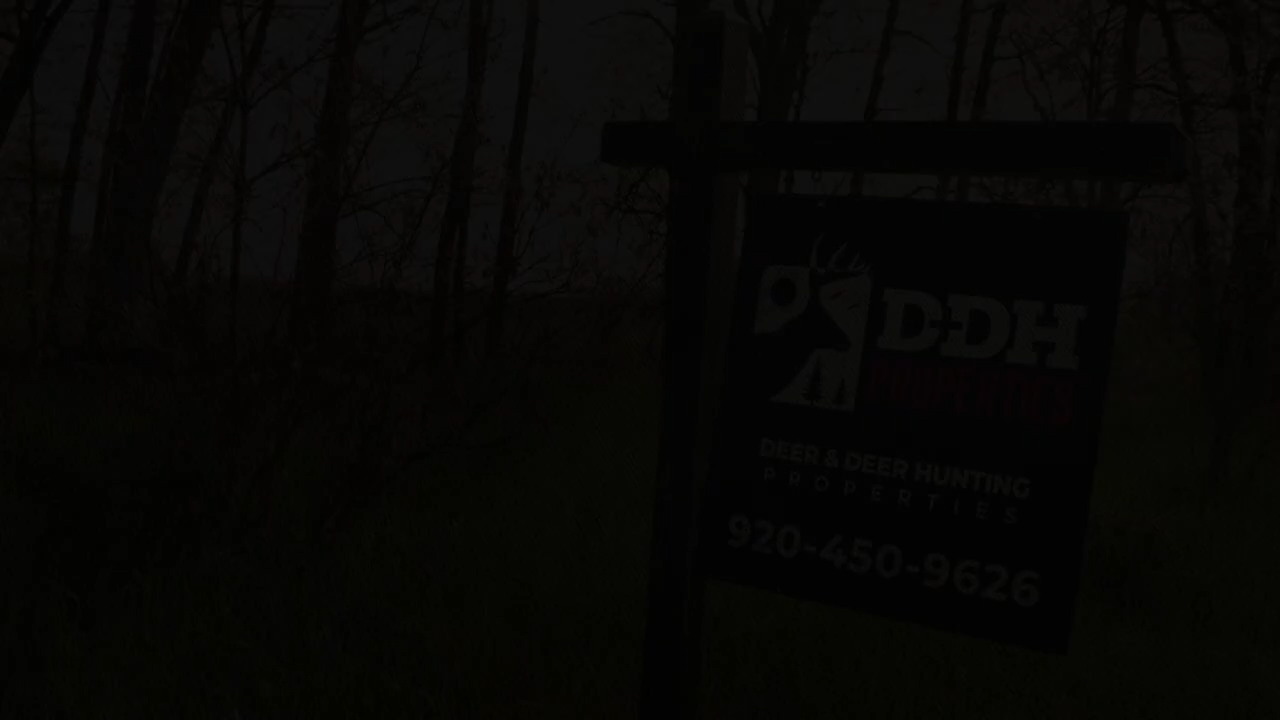 D+DH
PROPERTIES
DEER & DEER HUNTING
PROPERTIES
920-450-9626